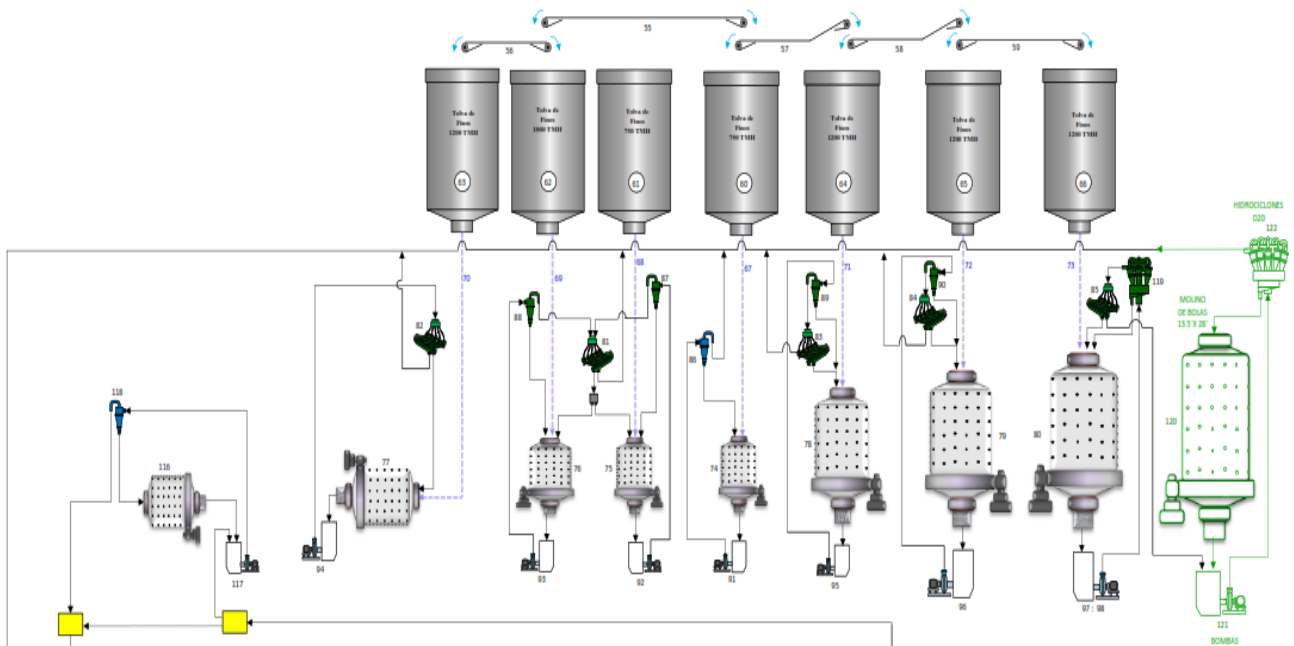 55
56
57
58
59
Tolva de
Finos
1200 TMH
63
Tolva de
Finos
1000 TMH
62
Tolva de
Finos
750 TMH
61
Tolva de
Finos
750 TMH
60
Tolva de
Finos
1200 TMH
64
Tolva de
Finos
1200 TMH
65
Tolva de
Finos
1200 TMH
66
HIDROCICLONES
D20
122
70
69
68
67
71
72
73
87
88
89
90
84
85
119
82
81
86
83
MOLINO
DE BOLAS
13.5'X 28'
118
116
77
76
75
74
78
79
80
120
117
94
93
92
91
95
96
97 : 98
121
BOMBAS